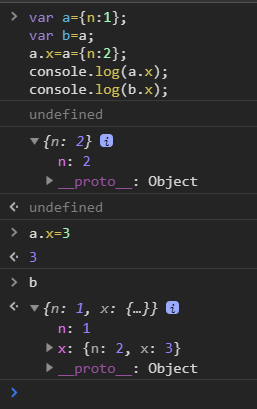 var a={n:1};
var b=a;
a.x=a={n:2};
console.log(a.x);
console.log(b.x);
undefined
{n: 2} i
n: 2
__proto__: Object
undefined
a.x=3
3
b
{n: 1, x: {…}} i
n: 1
x: {n: 2, x: 3}
__proto__: Object